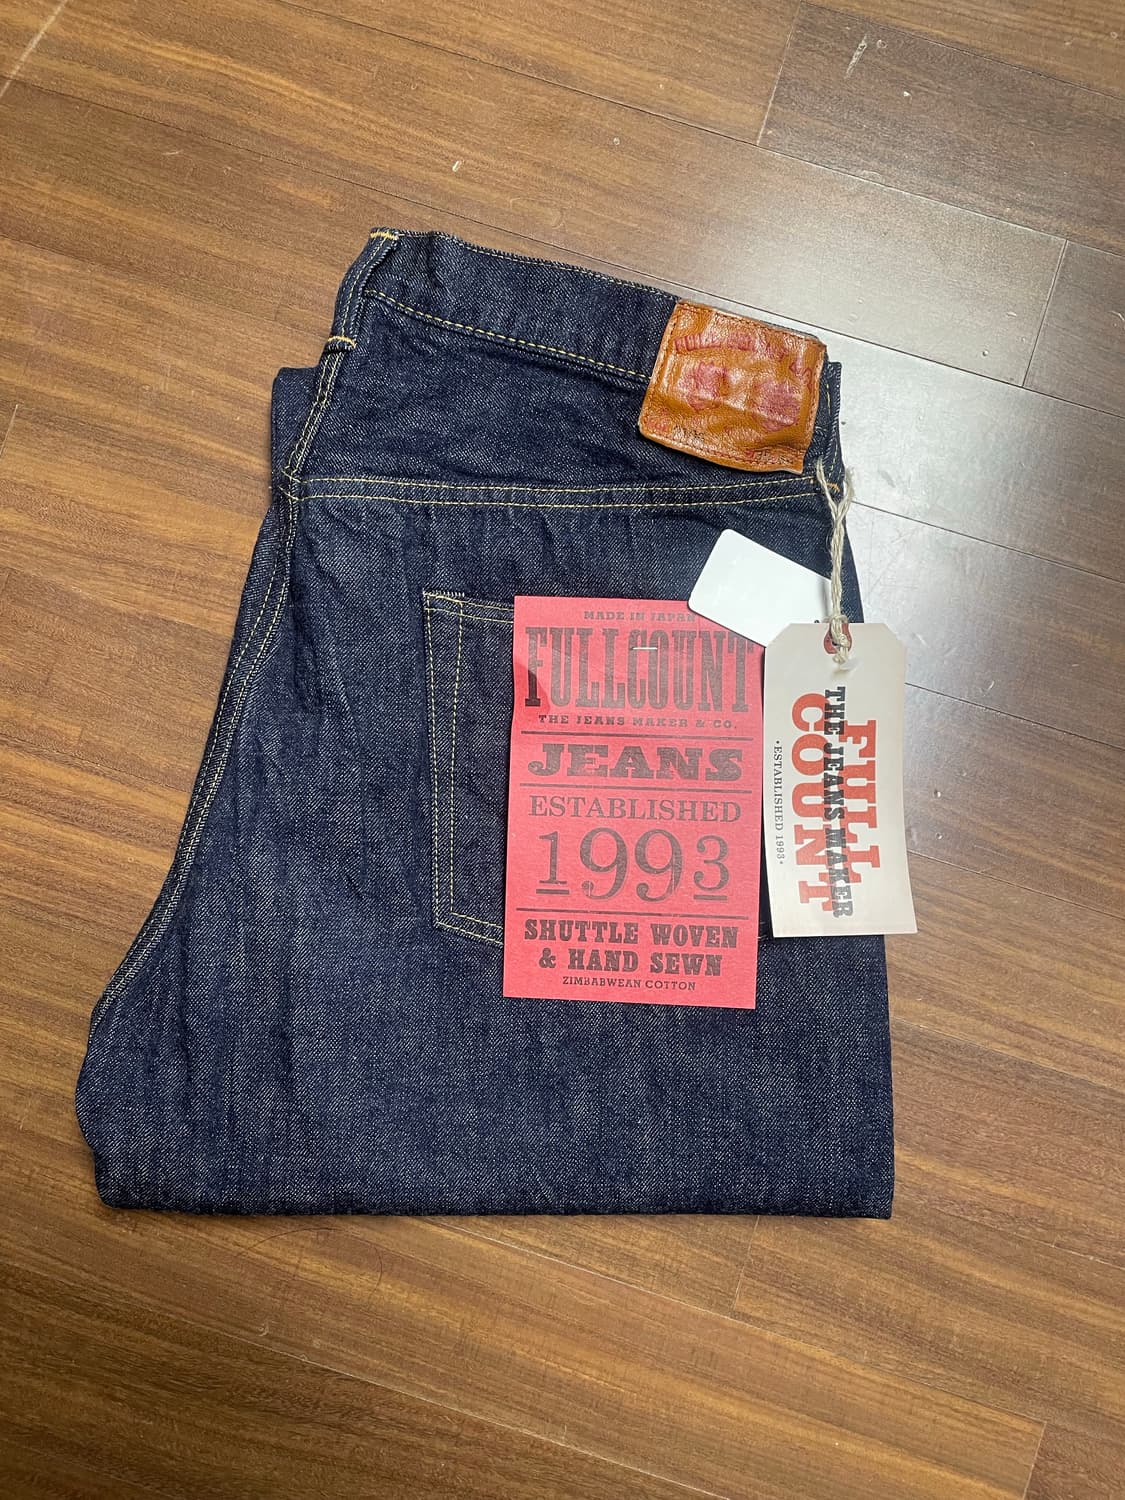 MADE IN JAPAN
FULLCOUNT
THE JEANS MAKER & CO.
JEANS
ESTABLISHED
1993
SHUTTLE WOVEN
& HAND SEWN
ZIMBABWEAN COTTON
FULL
COUNT
THE JEANS MAKER
•ESTABLISHED 1993•